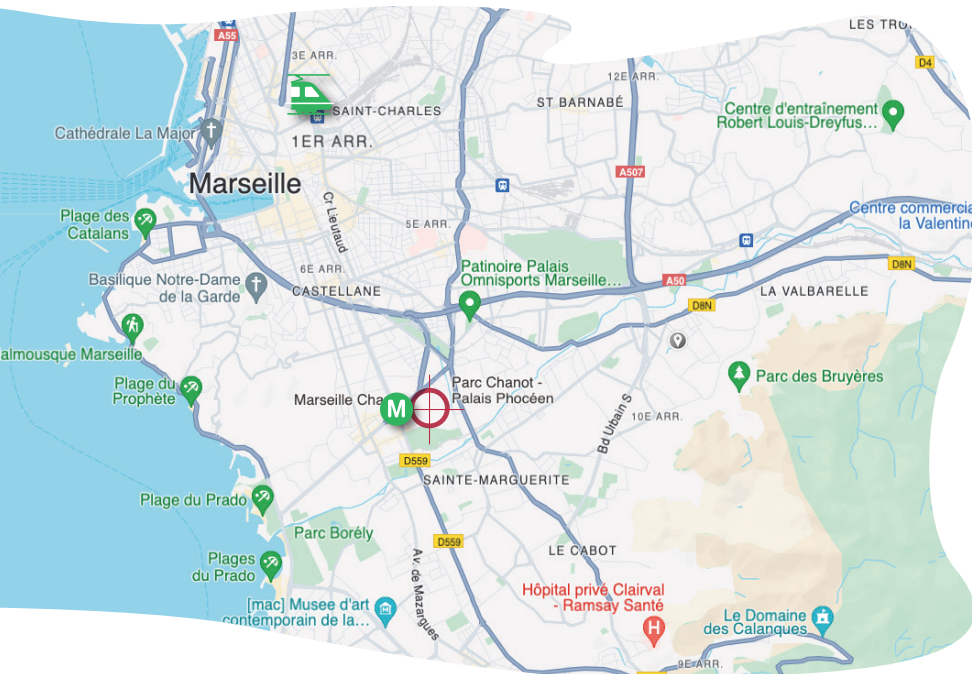 A55
3E ARR.
LES TRO
D4
12E ARR.
ST BARNABÉ
SAINT-CHARLES
Centre d'entraînement
Robert Louis-Dreyfus...
Cathédrale La Major
1ER ARR.
A507
Marseille
Plage des
Catalans
Cr Lieutaud
5E ARR.
Centre commercia
la Valentine
6E ARR.
Patinoire Palais
Omnisports Marseille...
D8N
Basilique Notre-Dame
de la Garde
CASTELLANE
A50
LA VALBARELLE
D8N
almousque Marseille
Plage du
Prophète
Parc Chanot -
Palais Phocéen
Parc des Bruyères
Marseille Cha
M
Bd Urbain S
10E ARR.
D559
SAINTE-MARGUERITE
Plage du Prado
Parc Borély
D559
LE CABOT
Plages
du Prado
Av. de Mazargues
Hôpital privé Clairval
- Ramsay Santé
H
[mac] Musee d'art
contemporain de la...
Le Domaine
des Calanques
9E ARR.